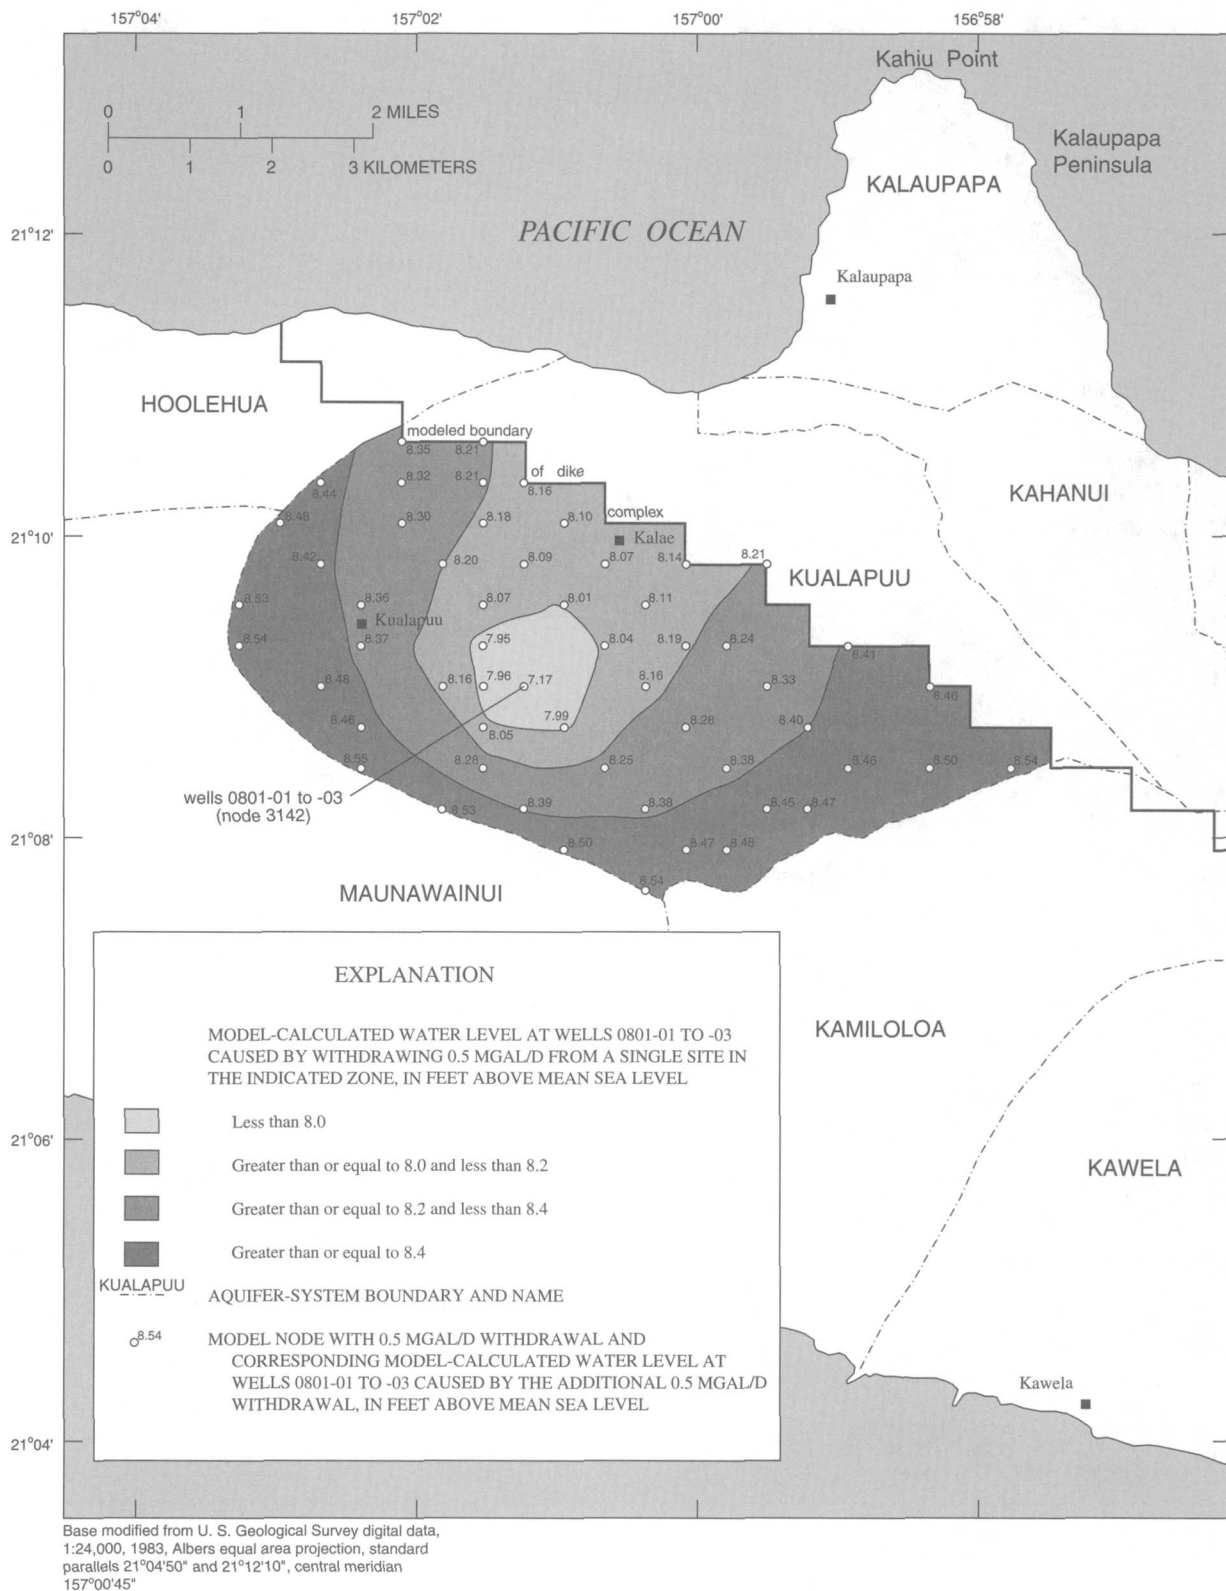 157°04'
157°02'
157°00'
156°58'
Kahiu Point
0 1 2 MILES
0 1 2 3 KILOMETERS
Kalaupapa
Peninsula
KALAUPAPA
21°12'
PACIFIC OCEAN
Kalaupapa
HOOLEHUA
modeled boundary
8.35 8.21
of dike
8.44 8.32 8.21 8.16
KAHANUI
complex
8.48 8.30 8.18 8.10
21°10'
Kalae
8.42 8.20 8.09 8.07 8.14 8.21
KUALAPUU
8.53 8.36 8.07 8.01 8.11
Kualapuu
8.54 8.37 7.95 8.04 8.19 8.24 8.41
8.48 8.16 7.96 7.17 8.16 8.33 8.46
8.46 8.05 7.99 8.28 8.40
8.55 8.28 8.25 8.38 8.46 8.50 8.54
wells 0801-01 to -03
(node 3142)
8.53 8.39 8.38 8.45 8.47
21°08'
8.50 8.47 8.48
8.54
MAUNAWAINUI
EXPLANATION
MODEL-CALCULATED WATER LEVEL AT WELLS 0801-01 TO -03
CAUSED BY WITHDRAWING 0.5 MGAL/D FROM A SINGLE SITE IN
THE INDICATED ZONE, IN FEET ABOVE MEAN SEA LEVEL
Less than 8.0
Greater than or equal to 8.0 and less than 8.2
Greater than or equal to 8.2 and less than 8.4
Greater than or equal to 8.4
KUALAPUU
AQUIFER-SYSTEM BOUNDARY AND NAME
8.54
MODEL NODE WITH 0.5 MGAL/D WITHDRAWAL AND
CORRESPONDING MODEL-CALCULATED WATER LEVEL AT
WELLS 0801-01 TO -03 CAUSED BY THE ADDITIONAL 0.5 MGAL/D
WITHDRAWAL, IN FEET ABOVE MEAN SEA LEVEL
KAMILOLOA
21°06'
KAWELA
Kawela
21°04'
Base modified from U. S. Geological Survey digital data,
1:24,000, 1983, Albers equal area projection, standard
parallels 21°04'50" and 21°12'10", central meridian
157°00'45"